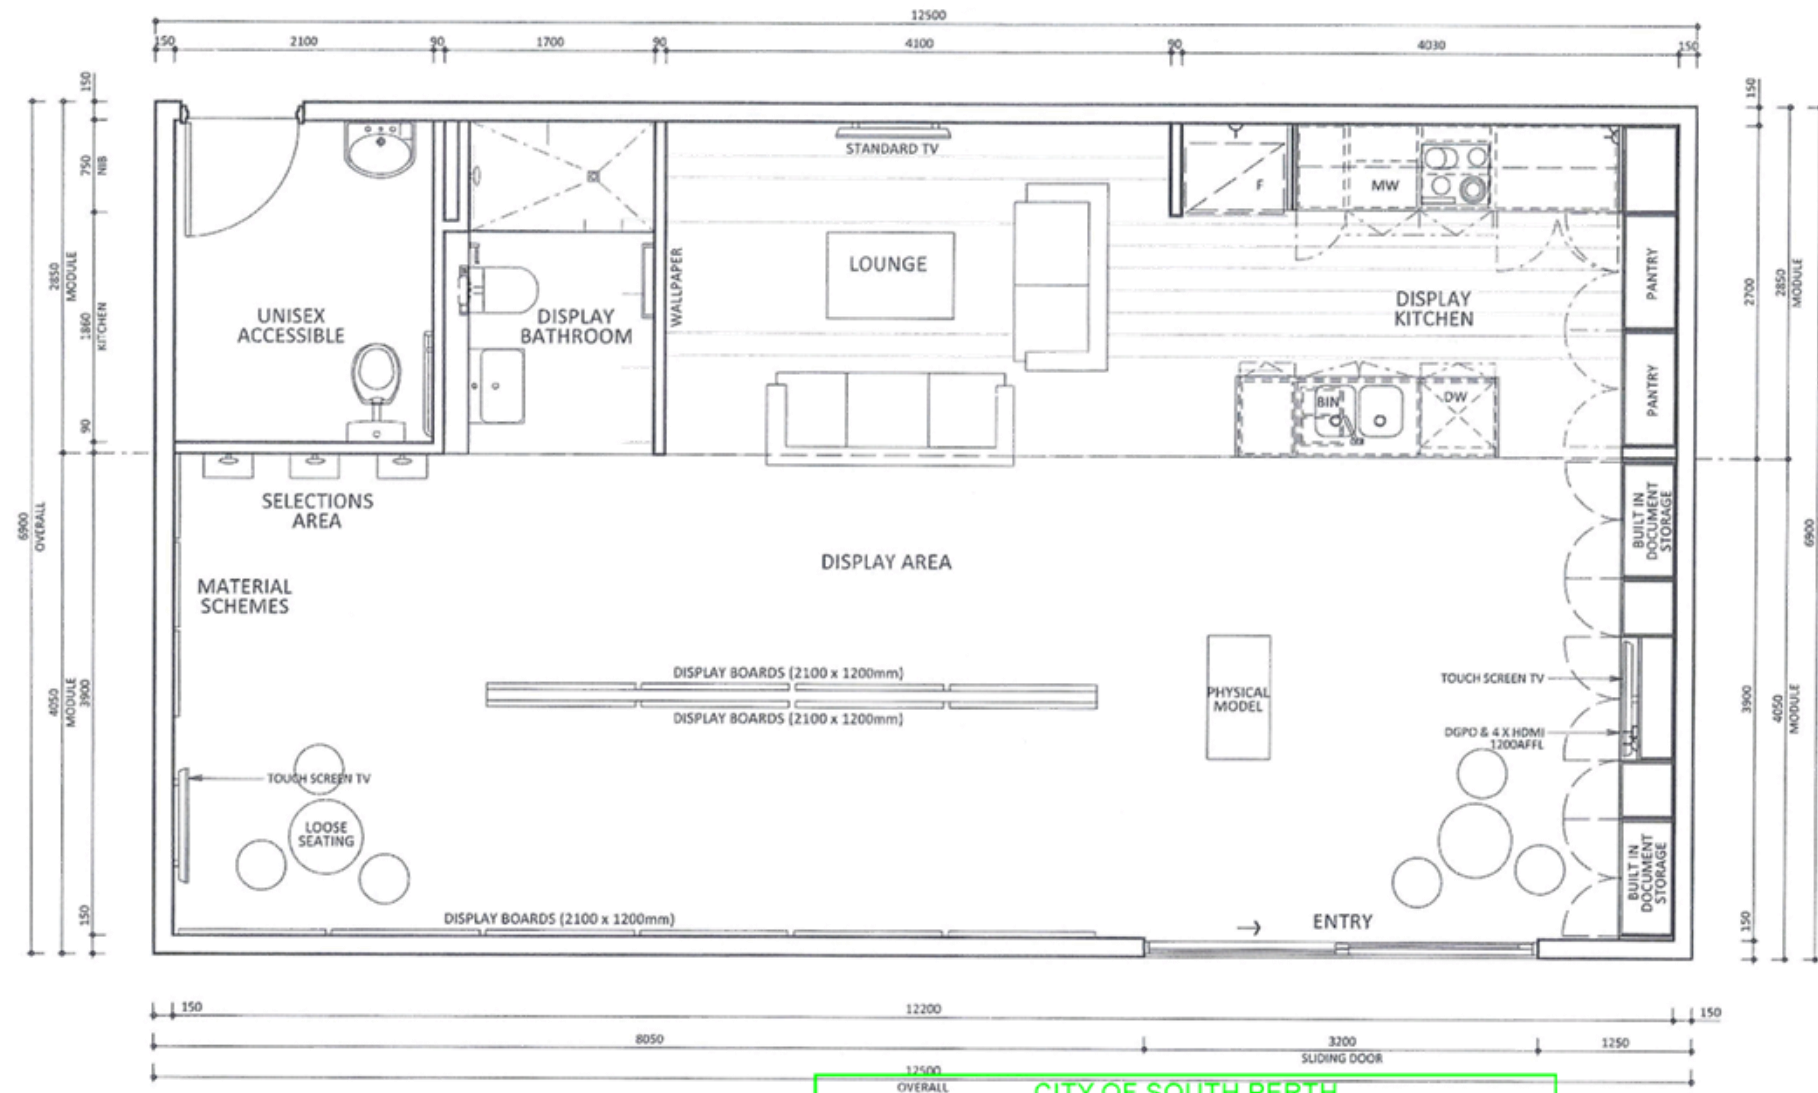 12500
150 2100 90 1700 90 4100 90 4030 150
150
750
NIB
2850
MODULE
1860
KITCHEN
90
6900
OVERALL
4050
MODULE
3900
150
STANDARD TV
F
MW
LOUNGE
WALLPAPER
UNISEX
ACCESSIBLE
DISPLAY
BATHROOM
DISPLAY
KITCHEN
PANTRY
PANTRY
BIN
DW
SELECTIONS
AREA
MATERIAL
SCHEMES
DISPLAY AREA
BUILT IN
DOCUMENT
STORAGE
DISPLAY BOARDS (2100 x 1200mm)
DISPLAY BOARDS (2100 x 1200mm)
PHYSICAL
MODEL
TOUCH SCREEN TV
DGPO & 4 X HDMI
1200AFFL
TOUCH SCREEN TV
LOOSE
SEATING
BUILT IN
DOCUMENT
STORAGE
DISPLAY BOARDS (2100 x 1200mm)
ENTRY
150
2700
2850
MODULE
3900
4050
MODULE
6900
150
150 12200 150
8050 3200 1250
SLIDING DOOR
12500
OVERALL
CITY OF SOUTH PERTH